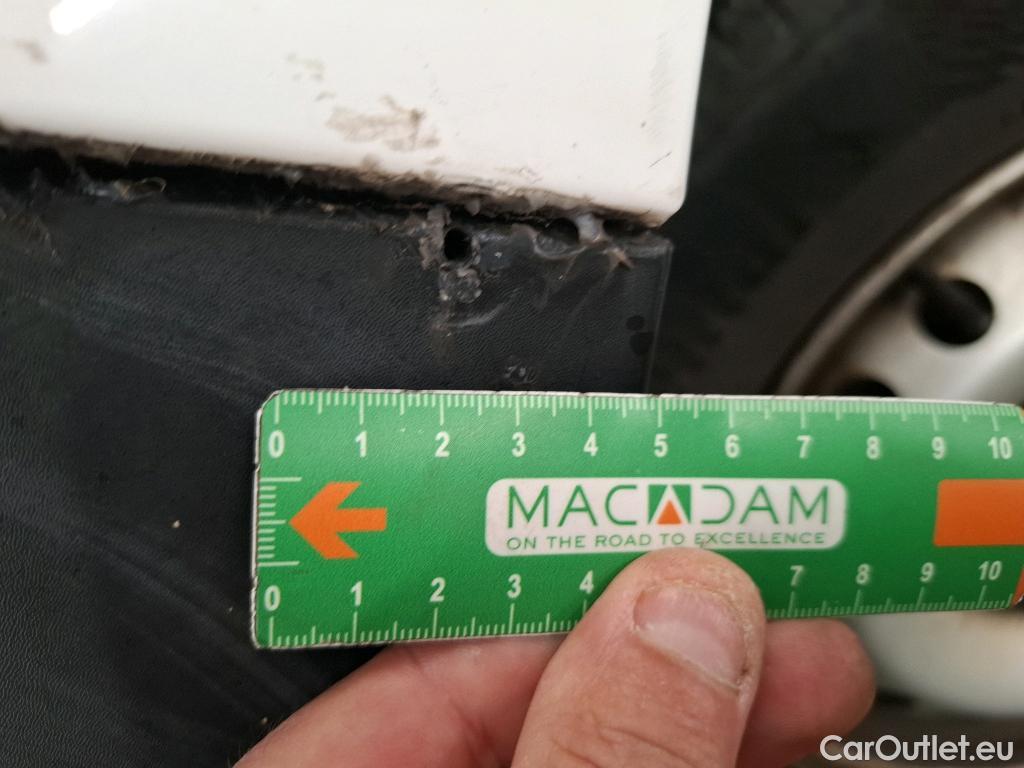 0 1 2 3 4 5 6 7 8 9 10
MACADAM
ON THE ROAD TO EXCELLENCE
0 1 2 3 4 7 8 9 10
CarOutlet.eu